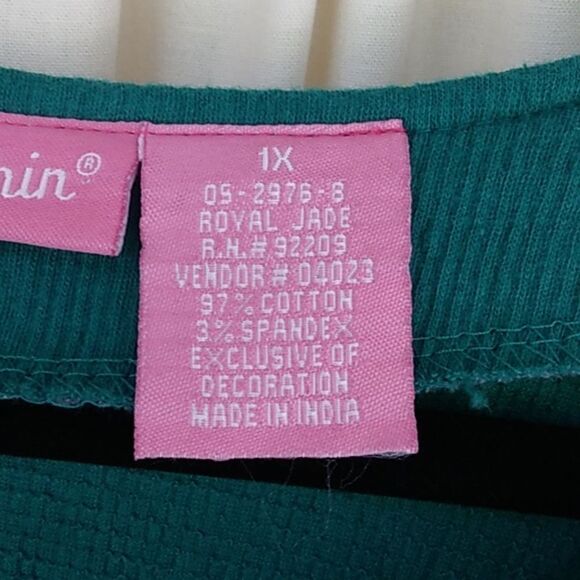 nin®
1X
05-2976-8
ROYAL JADE
R.N.# 92209
VENDOR# 04023
97% COTTON
3% SPANDEX
EXCLUSIVE OF
DECORATION
MADE IN INDIA